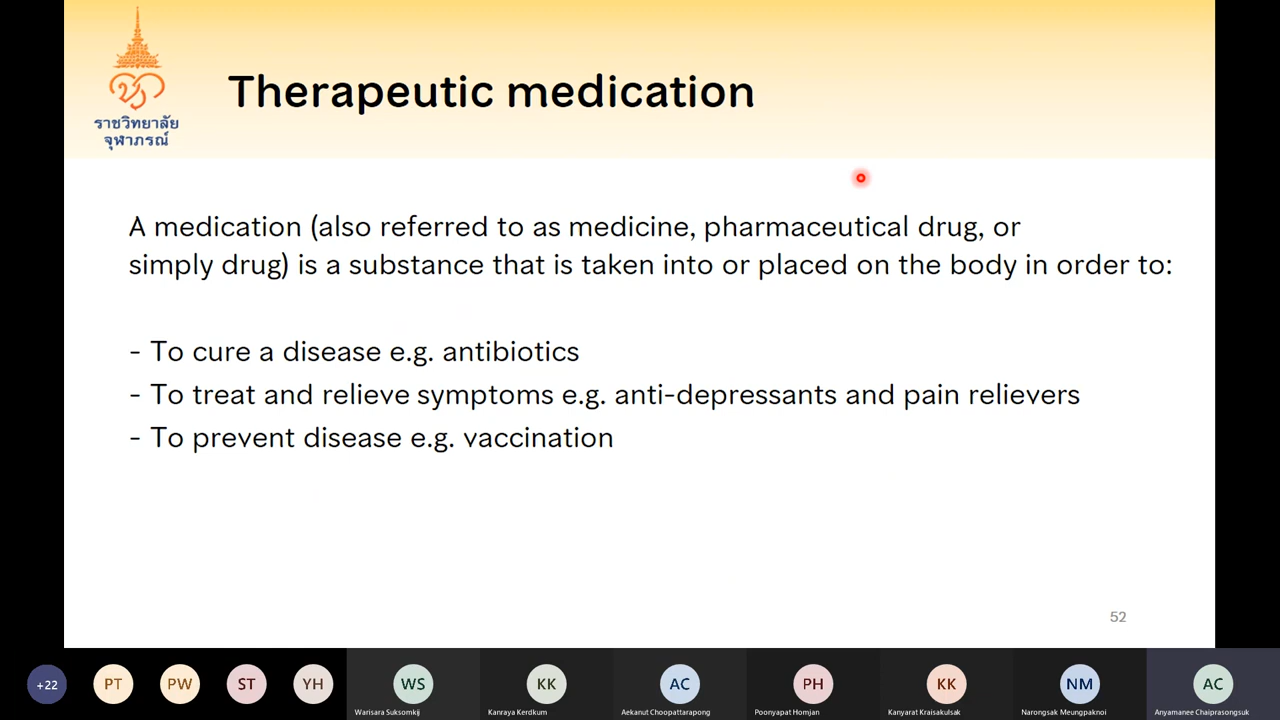 ราชวิทยาลัย
จุฬาภรณ์
Therapeutic medication
A medication (also referred to as medicine, pharmaceutical drug, or
simply drug) is a substance that is taken into or placed on the body in order to:
- To cure a disease e.g. antibiotics
- To treat and relieve symptoms e.g. anti-depressants and pain relievers
- To prevent disease e.g. vaccination
52
+22 PT PW ST YH WS KK AC PH KK NM AC
Warisara Suksomkij Kanraya Kerdkum Aekanut Choopattarapong Poonyapat Homjan Kanyarat Kraisakulsak Narongsak Meungpaknoi Anyamanee Chaiprasongsuk